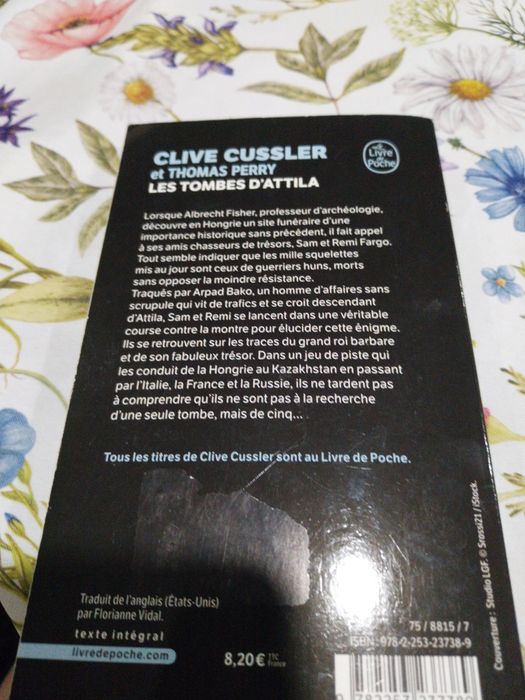 CLIVE CUSSLER
et THOMAS PERRY
LES TOMBES D'ATTILA
Le Livre
de Poche
Lorsque Albrecht Fisher, professeur d'archéologie,
découvre en Hongrie un site funéraire d'une
importance historique sans précédent, il fait appel
à ses amis chasseurs de trésors, Sam et Remi Fargo.
Tout semble indiquer que les mille squelettes
mis au jour sont ceux de guerriers huns, morts
sans opposer la moindre résistance.
Traqués par Arpad Bako, un homme d'affaires sans
scrupule qui vit de trafics et se croit descendant
d'Attila, Sam et Remi se lancent dans une véritable
course contre la montre pour élucider cette énigme.
Ils se retrouvent sur les traces du grand roi barbare
et de son fabuleux trésor. Dans un jeu de piste qui
les conduit de la Hongrie au Kazakhstan en passant
par l'Italie, la France et la Russie, ils ne tardent pas
à comprendre qu'ils ne sont pas à la recherche
d'une seule tombe, mais de cinq...
Tous les titres de Clive Cussler sont au Livre de Poche.
Traduit de l'anglais (États-Unis)
par Florianne Vidal.
texte intégral
livredepoche.com
8,20 € TTC
France
75 / 8815 / 7
ISBN : 978-2-253-23738-9
Couverture : Studio LGF. © Srossi21 / iStock.